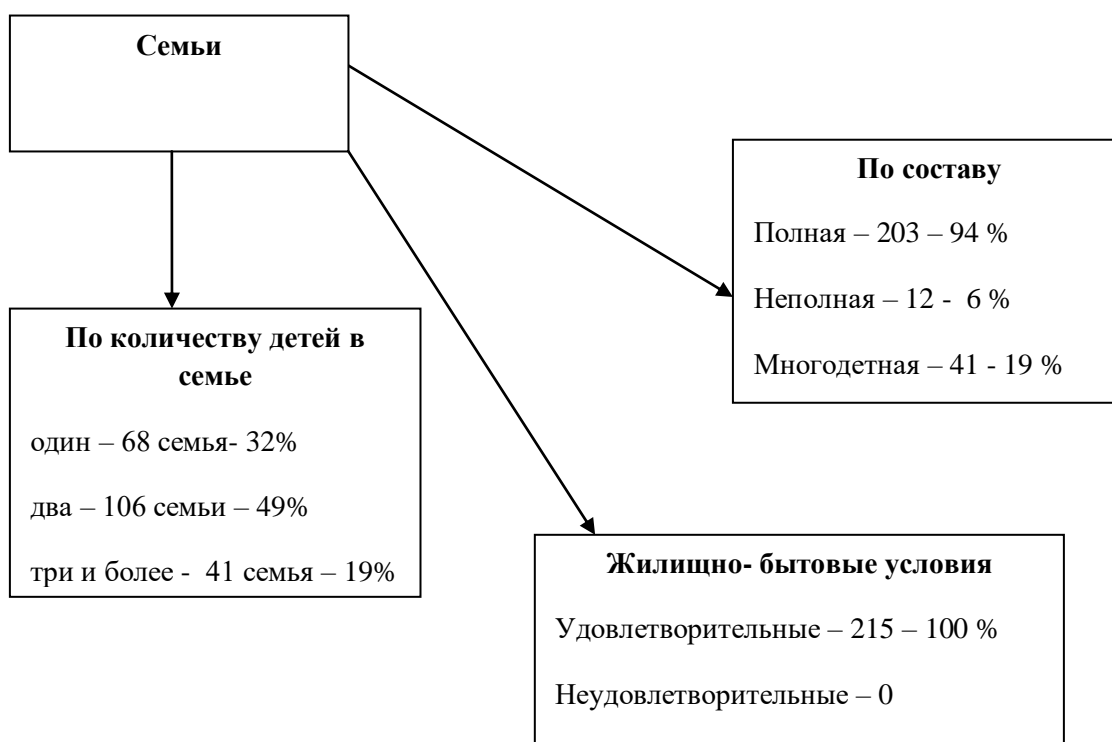 Семьи
По составу
Полная – 203 – 94 %
Неполная – 12 -  6 %
Многодетная – 41 - 19 %
По количеству детей в
семье
один – 68 семья- 32%
два – 106 семьи – 49%
три и более -  41 семья – 19%
Жилищно- бытовые условия
Удовлетворительные – 215 – 100 %
Неудовлетворительные – 0